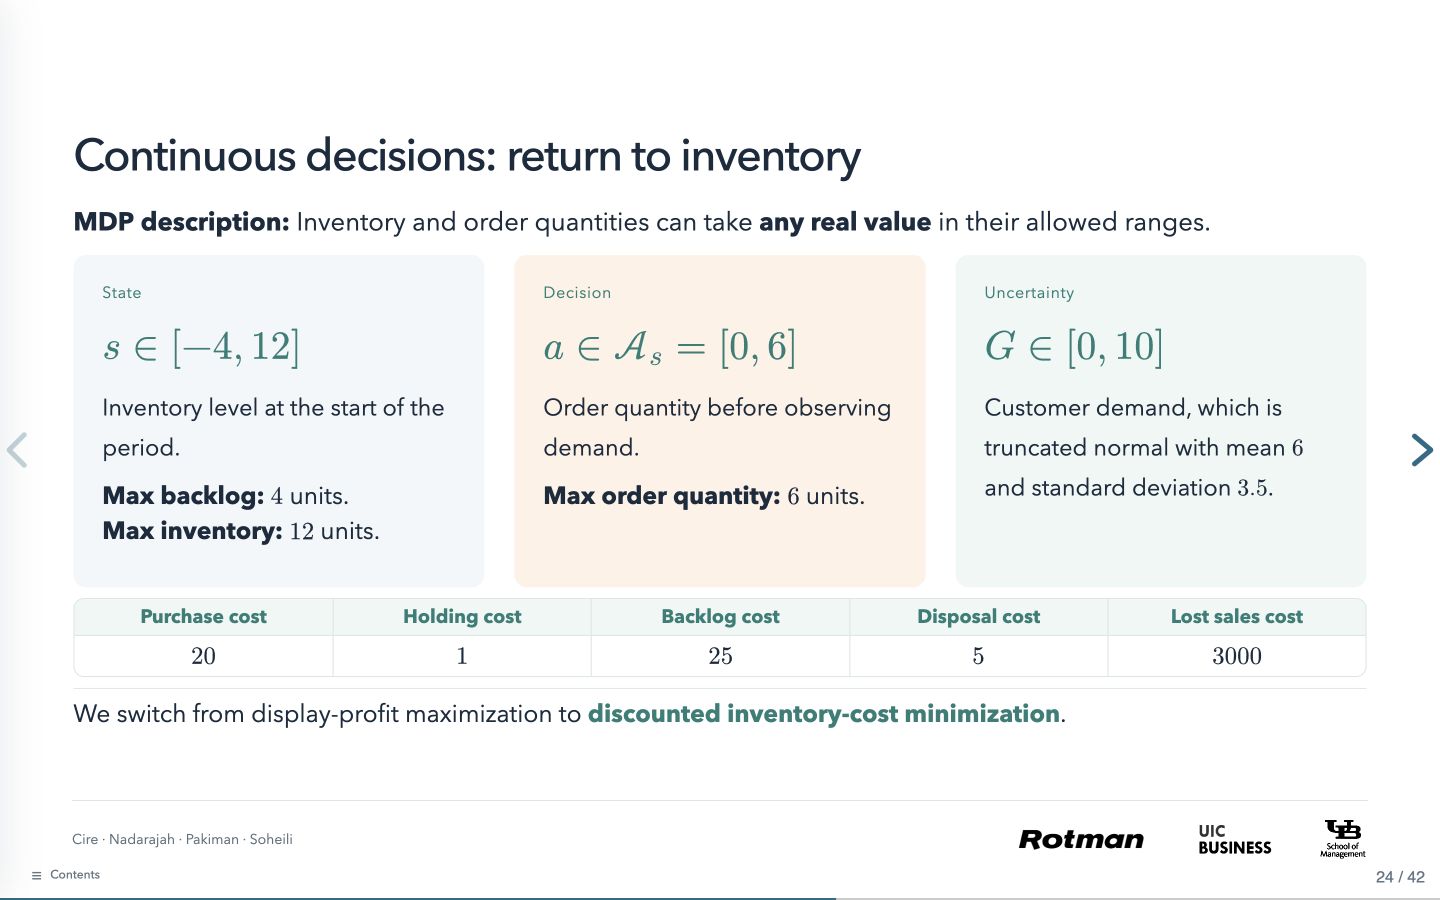 Continuous decisions: return to inventory
MDP description: Inventory and order quantities can take any real value in their allowed ranges.
State
s ∈ [−4, 12]
Inventory level at the start of the
period.
Max backlog: 4 units.
Max inventory: 12 units.
Decision
a ∈ 𝒜ₛ = [0, 6]
Order quantity before observing
demand.
Max order quantity: 6 units.
Uncertainty
G ∈ [0, 10]
Customer demand, which is
truncated normal with mean 6
and standard deviation 3.5.
Purchase cost Holding cost Backlog cost Disposal cost Lost sales cost
20 1 25 5 3000
We switch from display-profit maximization to discounted inventory-cost minimization.
Cire · Nadarajah · Pakiman · Soheili
Rotman
UIC
BUSINESS
UB
School of
Management
≡ Contents
24 / 42